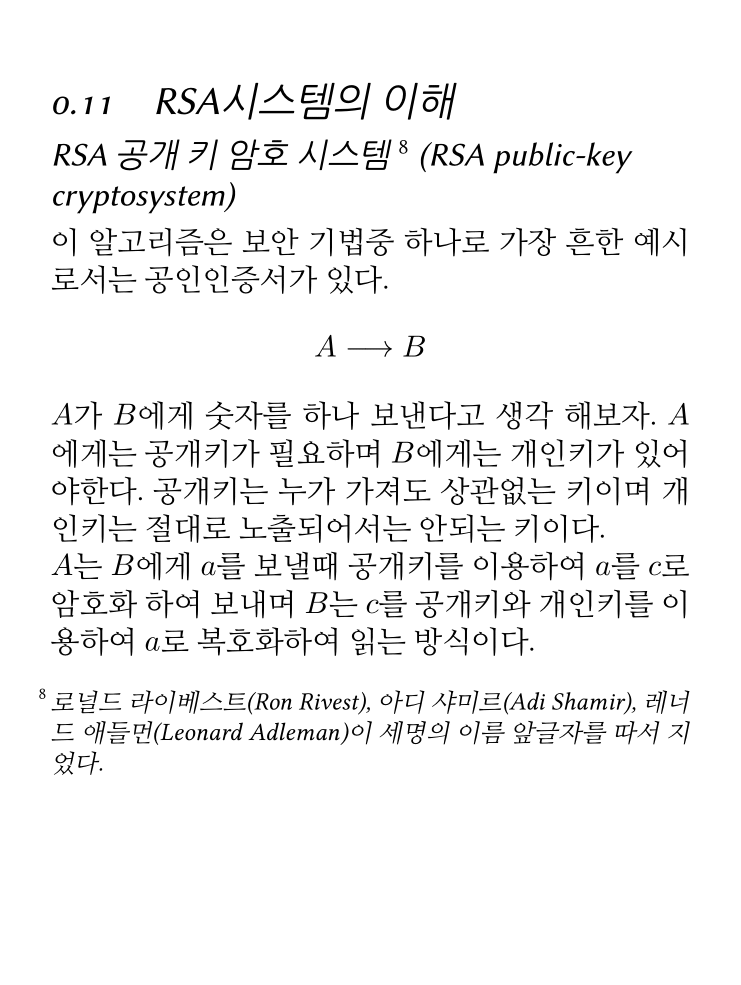 0.11 RSA시스템의 이해
RSA 공개 키 암호 시스템 8 (RSA public-key
cryptosystem)
이 알고리즘은 보안 기법중 하나로 가장 흔한 예시
로서는 공인인증서가 있다.
A ⟶ B
A가 B에게 숫자를 하나 보낸다고 생각 해보자. A
에게는 공개키가 필요하며 B에게는 개인키가 있어
야한다. 공개키는 누가 가져도 상관없는 키이며 개
인키는 절대로 노출되어서는 안되는 키이다.
A는 B에게 a를 보낼때 공개키를 이용하여 a를 c로
암호화 하여 보내며 B는 c를 공개키와 개인키를 이
용하여 a로 복호화하여 읽는 방식이다.
8 로널드 라이베스트(Ron Rivest), 아디 샤미르(Adi Shamir), 레너
드 애들먼(Leonard Adleman)이 세명의 이름 앞글자를 따서 지
었다.